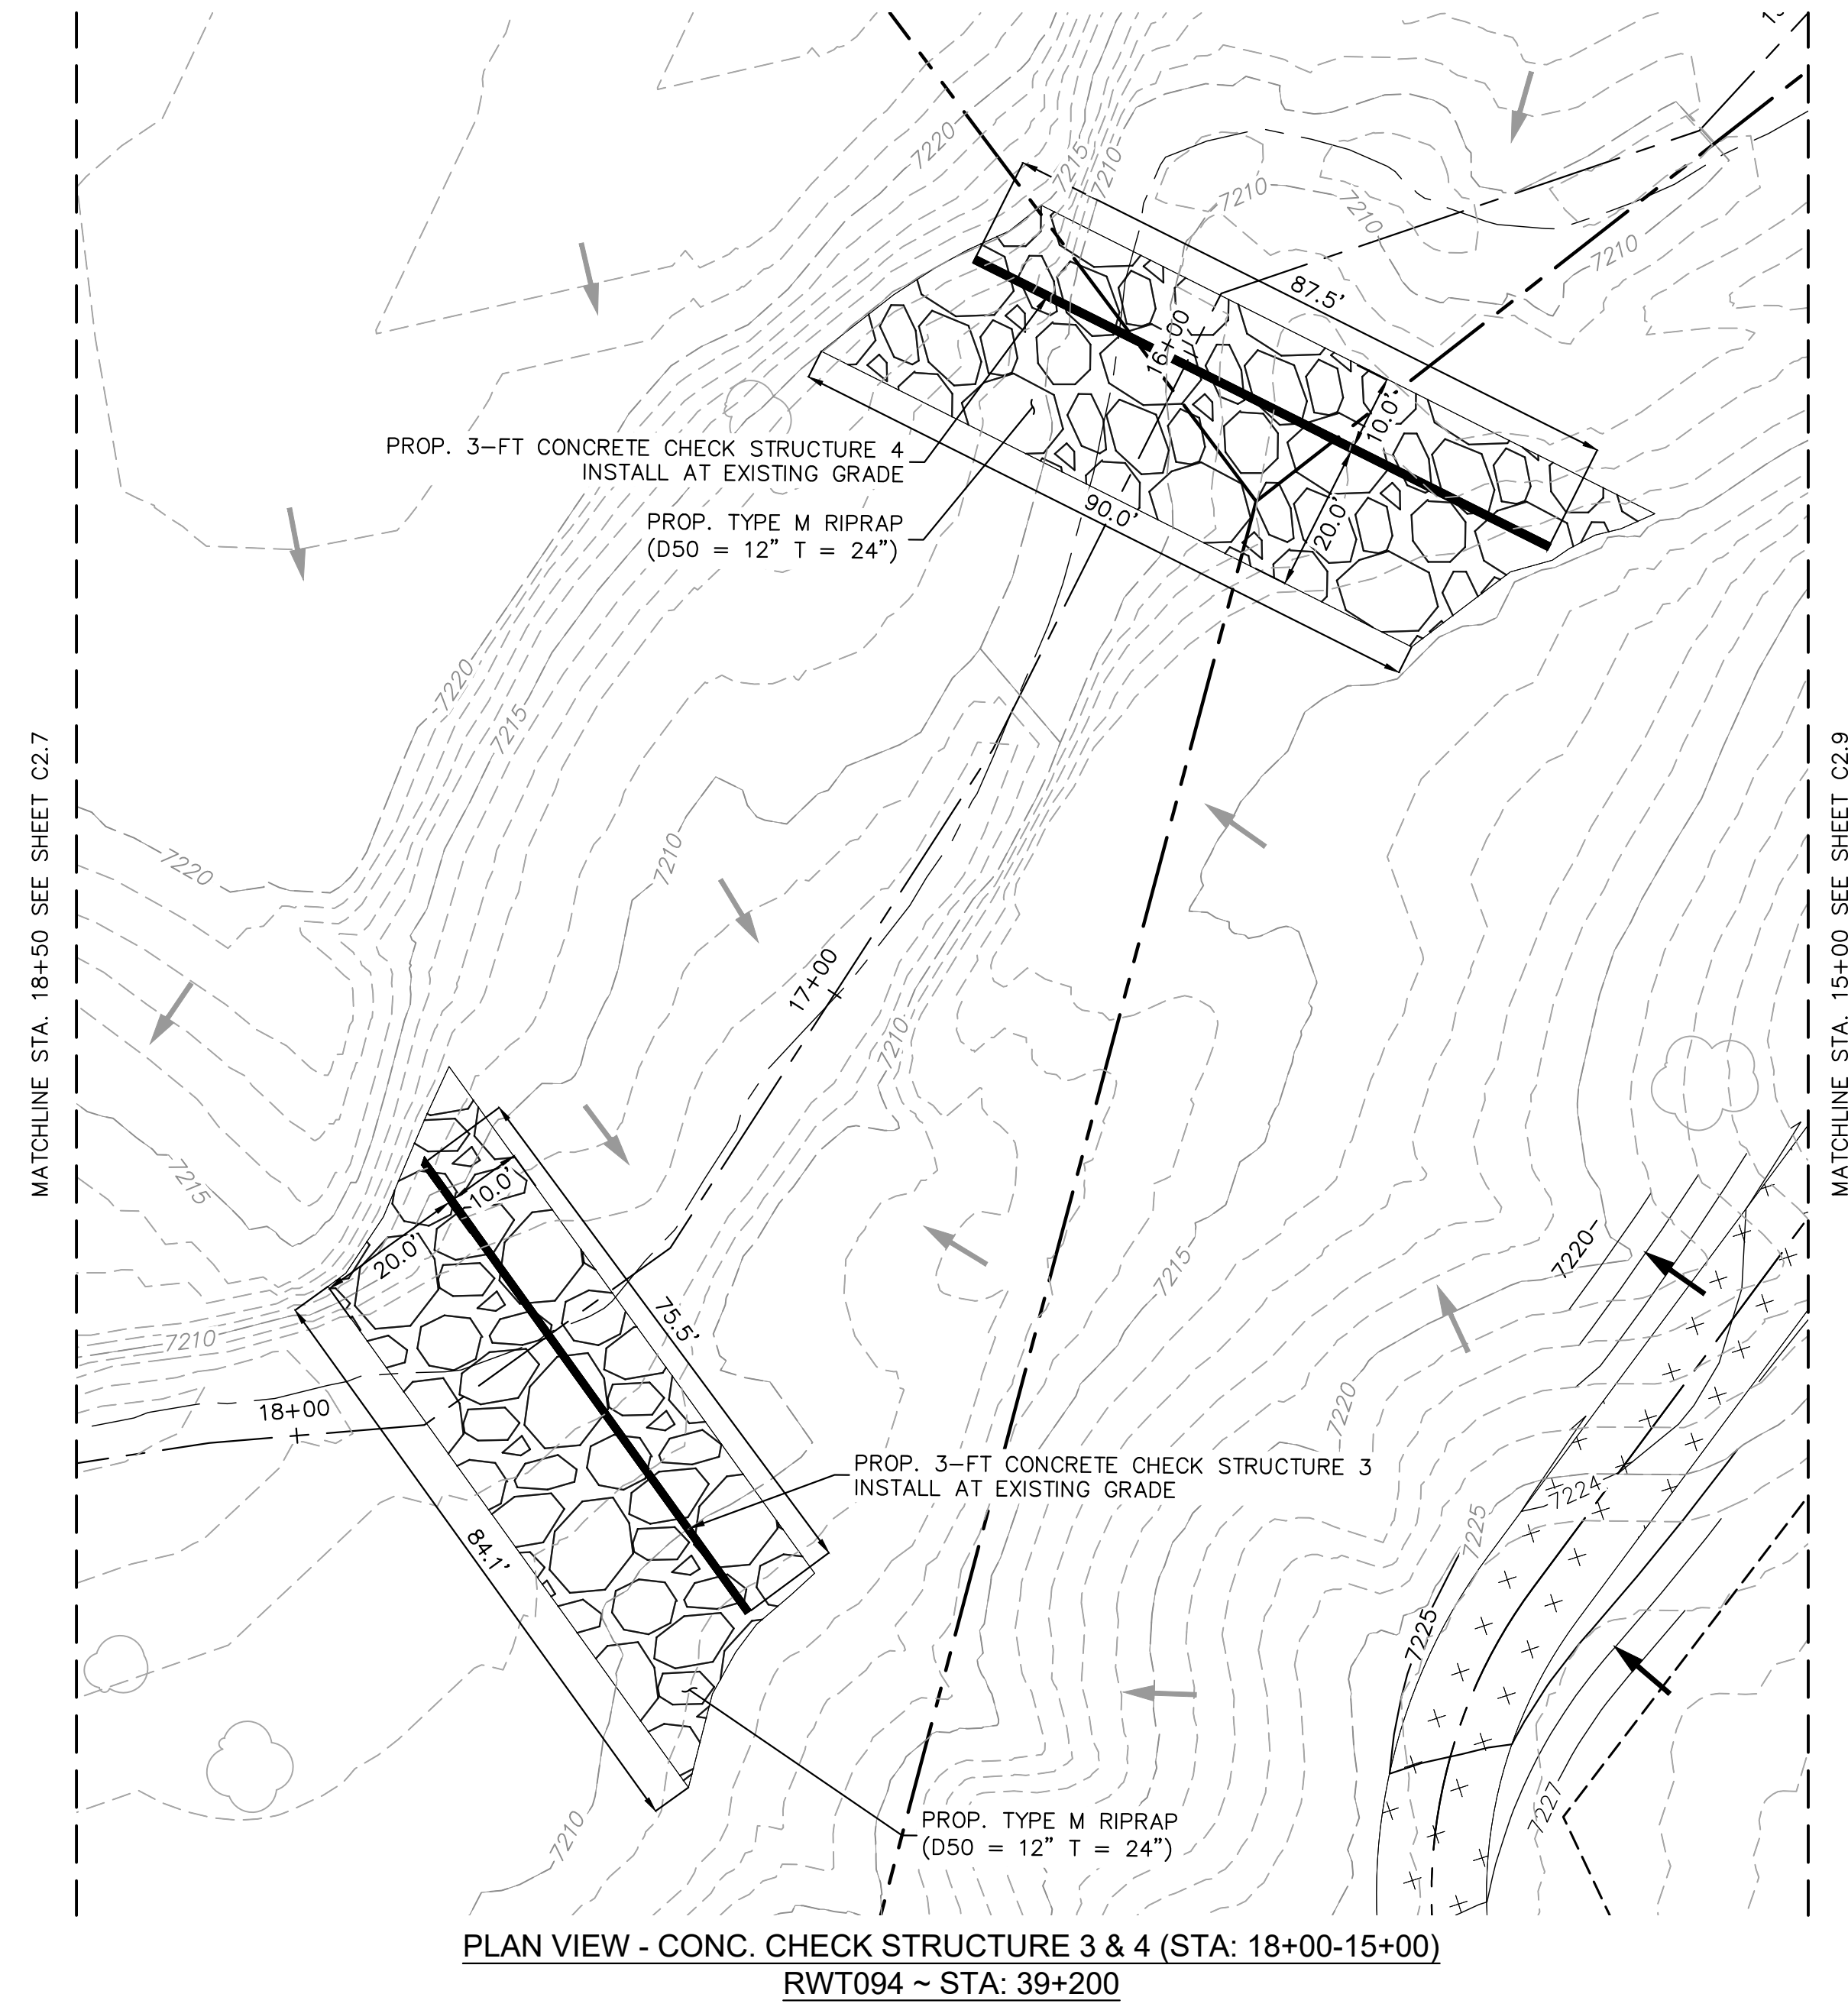 7220
7215
7210
7210
7210
7210
87.5'
16+00
10.0'
PROP. 3-FT CONCRETE CHECK STRUCTURE 4
INSTALL AT EXISTING GRADE
90.0'
20.0'
PROP. TYPE M RIPRAP
(D50 = 12" T = 24")
7220
7215
MATCHLINE STA. 18+50 SEE SHEET C2.7
MATCHLINE STA. 15+00 SEE SHEET C2.9
7220
7210
17+00
7210
7215
10.0'
20.0'
7220
7215
75.5'
7210
18+00
7220
PROP. 3-FT CONCRETE CHECK STRUCTURE 3
INSTALL AT EXISTING GRADE
7224
7225
84.1'
7225
PROP. TYPE M RIPRAP
(D50 = 12" T = 24")
7210
7227
PLAN VIEW - CONC. CHECK STRUCTURE 3 & 4 (STA: 18+00-15+00)
RWT094 ~ STA: 39+200